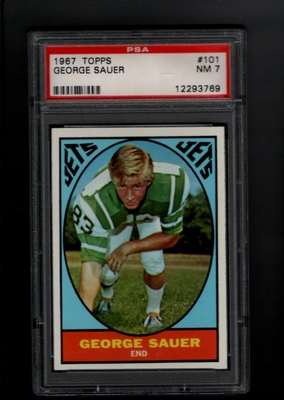 PSA
1967 TOPPS #101
GEORGE SAUER NM 7
12293769
JETS JETS
83
GEORGE SAUER
END